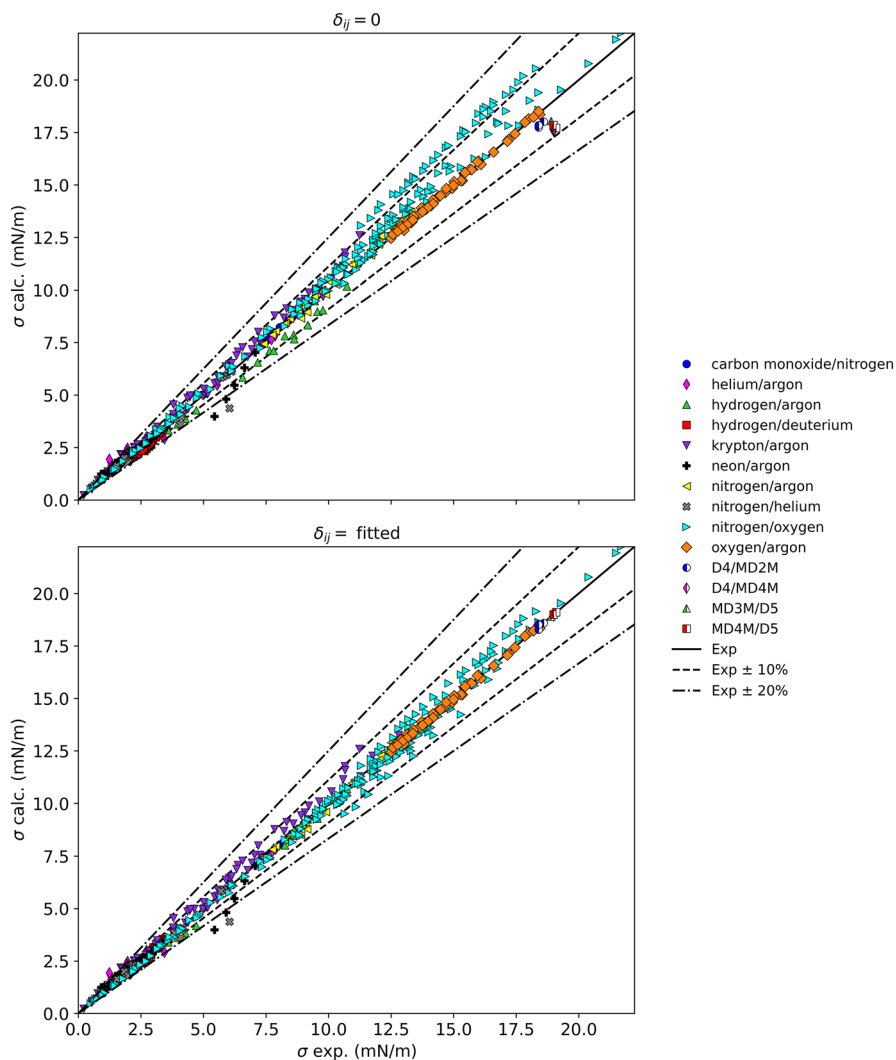 δij = 0
σ calc. (mN/m)
20.0
17.5
15.0
12.5
10.0
7.5
5.0
2.5
0.0
carbon monoxide/nitrogen
helium/argon
hydrogen/argon
hydrogen/deuterium
krypton/argon
neon/argon
nitrogen/argon
nitrogen/helium
nitrogen/oxygen
oxygen/argon
D4/MD2M
D4/MD4M
MD3M/D5
MD4M/D5
Exp
Exp ± 10%
Exp ± 20%
δij = fitted
σ calc. (mN/m)
20.0
17.5
15.0
12.5
10.0
7.5
5.0
2.5
0.0
0.0 2.5 5.0 7.5 10.0 12.5 15.0 17.5 20.0
σ exp. (mN/m)